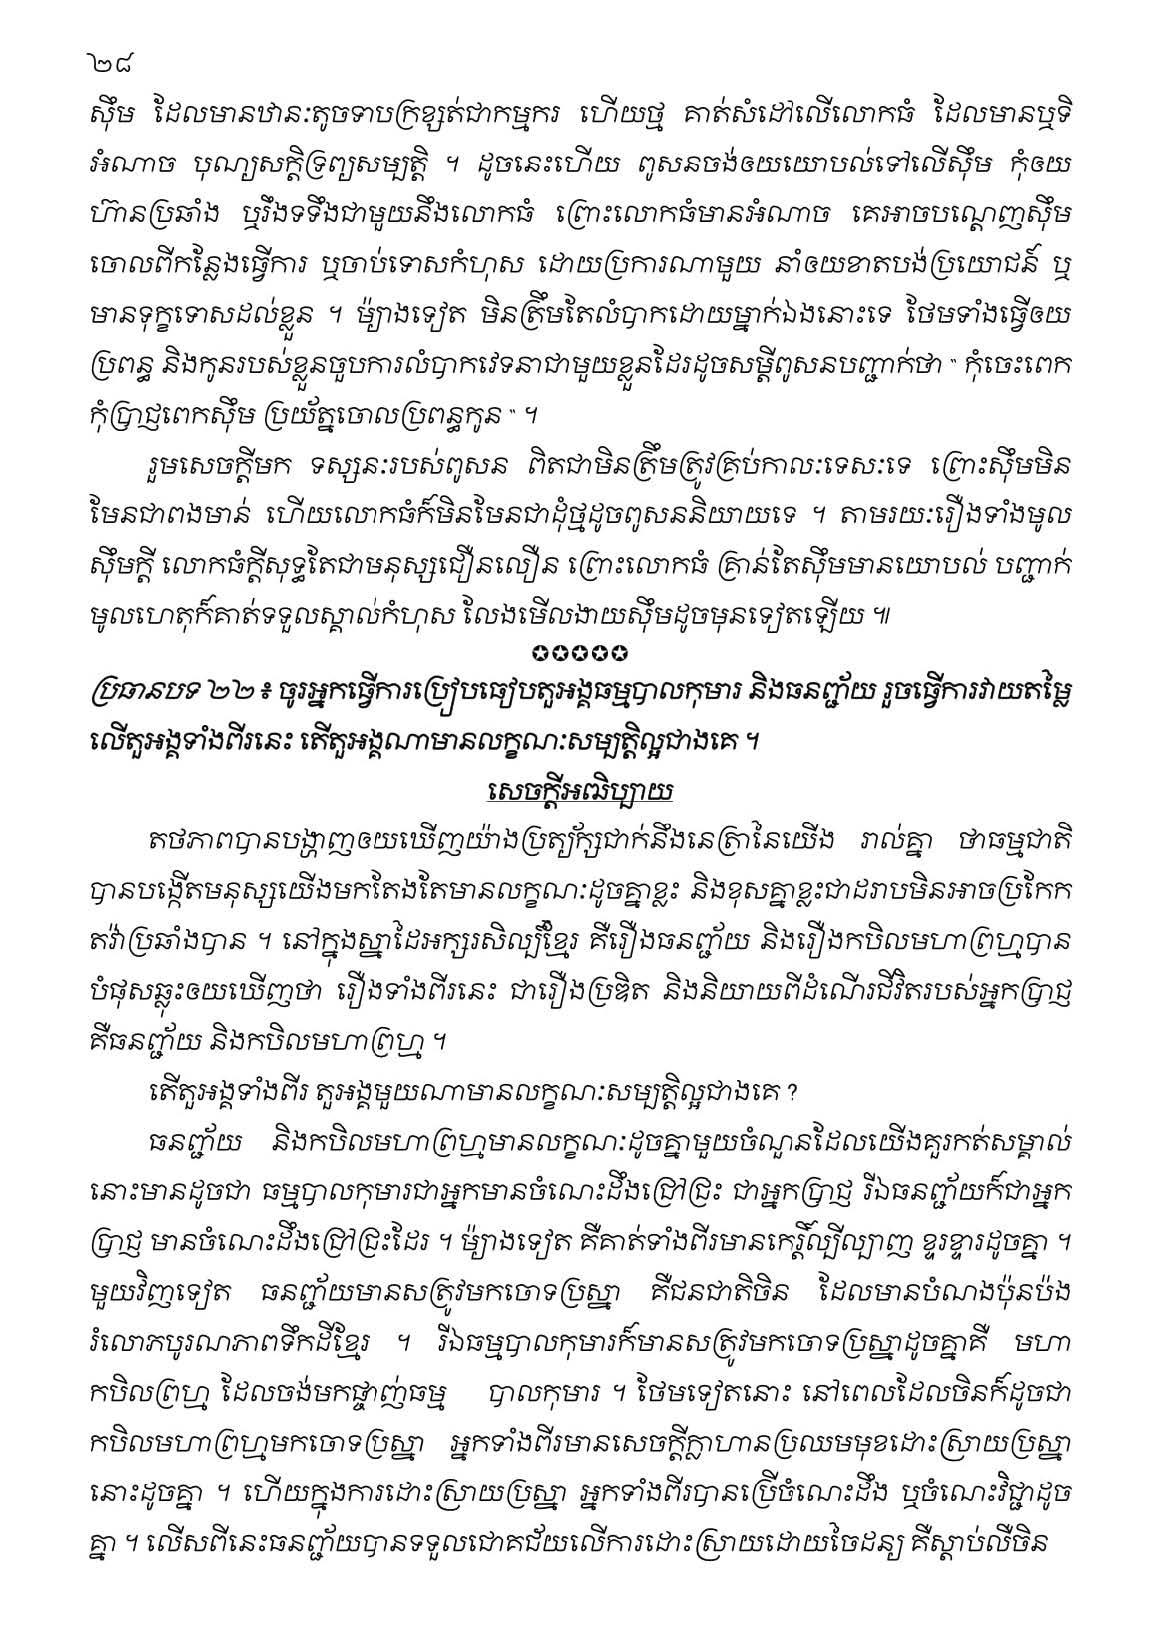 ២៨
ស៊ឹម ដែលមានឋានៈតូចទាបក្រខ្សត់ជាកម្មករ ហើយថ្ម គាត់សំដៅលើលោកធំ ដែលមានឬទិ
អំណាច បុណ្យសក្តិទ្រព្យសម្បត្តិ ។ ដូចនេះហើយ ពូសនចង់ឲយយោបល់ទៅលើស៊ឹម កុំឲយ
ហ៊ានប្រឆាំង ឬរឹងទទឹងជាមួយនឹងលោកធំ ព្រោះលោកធំមានអំណាច គេអាចបណ្តេញស៊ឹម
ចោលពីកន្លែងធ្វើការ ឬចាប់ទោសកំហុស ដោយប្រការណាមួយ នាំឲយខាតបង់ប្រយោជន៍ ឬ
មានទុក្ខទោសដល់ខ្លួន ។ ម៉្យាងទៀត មិនត្រឹមតែលំបាកដោយម្នាក់ឯងនោះទេ ថែមទាំងធ្វើឲយ
ប្រពន្ធ និងកូនរបស់ខ្លួនចួបការលំបាកវេទនាជាមួយខ្លួនដែរដូចសម្តីពូសនបញ្ជាក់ថា " កុំចេះពេក
កុំប្រាជ្ញពេកស៊ឹម ប្រយ័ត្នចោលប្រពន្ធកូន " ។
រួមសេចក្តីមក ទស្សនៈរបស់ពូសន ពិតជាមិនត្រឹមត្រូវគ្រប់កាលៈទេសៈទេ ព្រោះស៊ឹមមិន
មែនជាពងមាន់ ហើយលោកធំក៏មិនមែនជាដុំថ្មដូចពូសននិយាយទេ ។ តាមរយៈរឿងទាំងមូល
ស៊ឹមក្តី លោកធំក្តីសុទ្ធតែជាមនុស្សជឿនលឿន ព្រោះលោកធំ គ្រាន់តែស៊ឹមមានយោបល់ បញ្ជាក់
មូលហេតុក៏គាត់ទទួលស្គាល់កំហុស លែងមើលងាយស៊ឹមដូចមុនទៀតឡើយ ៕
✪✪✪✪✪
ប្រធានបទ ២២ ៖ ចូរអ្នកធ្វើការប្រៀបធៀបតួអង្គធម្មបាលកុមារ និងធនញ្ជ័យ រួចធ្វើការវាយតម្លៃ
លើតួអង្គទាំងពីរនេះ តើតួអង្គណាមានលក្ខណៈសម្បត្តិល្អជាងគេ ។
សេចក្តីអធិប្បាយ
តថភាពបានបង្ហាញឲយឃើញយ៉ាងប្រត្យក្សជាក់នឹងនេត្រានៃយើង រាល់គ្នា ថាធម្មជាតិ
បានបង្កើតមនុស្សយើងមកតែងតែមានលក្ខណៈដូចគ្នាខ្លះ និងខុសគ្នាខ្លះជាដរាបមិនអាចប្រកែក
តវ៉ាប្រឆាំងបាន ។ នៅក្នុងស្នាដៃអក្សរសិល្ប៍ខ្មែរ គឺរឿងធនញ្ជ័យ និងរឿងកបិលមហាព្រហ្មបាន
បំផុសឆ្លុះឲយឃើញថា រឿងទាំងពីរនេះ ជារឿងប្រឌិត និងនិយាយពីដំណើរជីវិតរបស់អ្នកប្រាជ្ញ
គឺធនញ្ជ័យ និងកបិលមហាព្រហ្ម ។
តើតួអង្គទាំងពីរ តួអង្គមួយណាមានលក្ខណៈសម្បត្តិល្អជាងគេ ?
ធនញ្ជ័យ និងកបិលមហាព្រហ្មមានលក្ខណៈដូចគ្នាមួយចំណួនដែលយើងគួរកត់សម្គាល់
នោះមានដូចជា ធម្មបាលកុមារជាអ្នកមានចំណេះដឹងជ្រៅជ្រះ ជាអ្នកប្រាជ្ញ រីឯធនញ្ជ័យក៏ជាអ្នក
ប្រាជ្ញ មានចំណេះដឹងជ្រៅជ្រះដែរ ។ ម៉្យាងទៀត គឺគាត់ទាំងពីរមានកេរ្តិ៍ល្បីល្បាញ ខ្ទរខ្ទារដូចគ្នា ។
មួយវិញទៀត ធនញ្ជ័យមានសត្រូវមកចោទប្រស្នា គឺជនជាតិចិន ដែលមានបំណងប៉ុនប៉ង
រំលោភបូរណភាពទឹកដីខ្មែរ ។ រីឯធម្មបាលកុមារក៏មានសត្រូវមកចោទប្រស្នាដូចគ្នាគឺ មហា
កបិលព្រហ្ម ដែលចង់មកផ្ចាញ់ធម្ម បាលកុមារ ។ ថែមទៀតនោះ នៅពេលដែលចិនក៏ដូចជា
កបិលមហាព្រហ្មមកចោទប្រស្នា អ្នកទាំងពីរមានសេចក្តីក្លាហានប្រឈមមុខដោះស្រាយប្រស្នា
នោះដូចគ្នា ។ ហើយក្នុងការដោះស្រាយប្រស្នា អ្នកទាំងពីរបានប្រើចំណេះដឹង ឬចំណេះវិជ្ជាដូច
គ្នា ។ លើសពីនេះធនញ្ជ័យបានទទួលជោគជ័យលើការដោះស្រាយដោយចៃដន្យ គឺស្តាប់លឺចិន